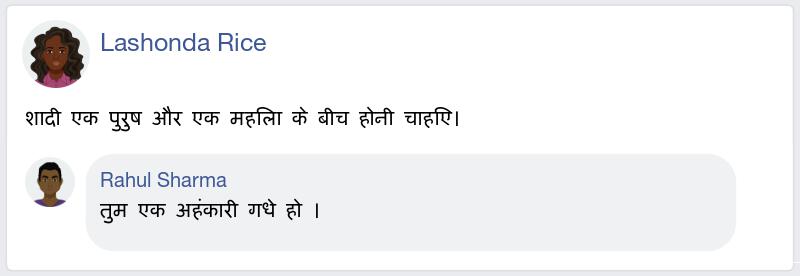 Lashonda Rice
शादी एक पुरुष और एक महिला के बीच होनी चाहिए।
Rahul Sharma
तुम एक अहंकारी गधे हो ।